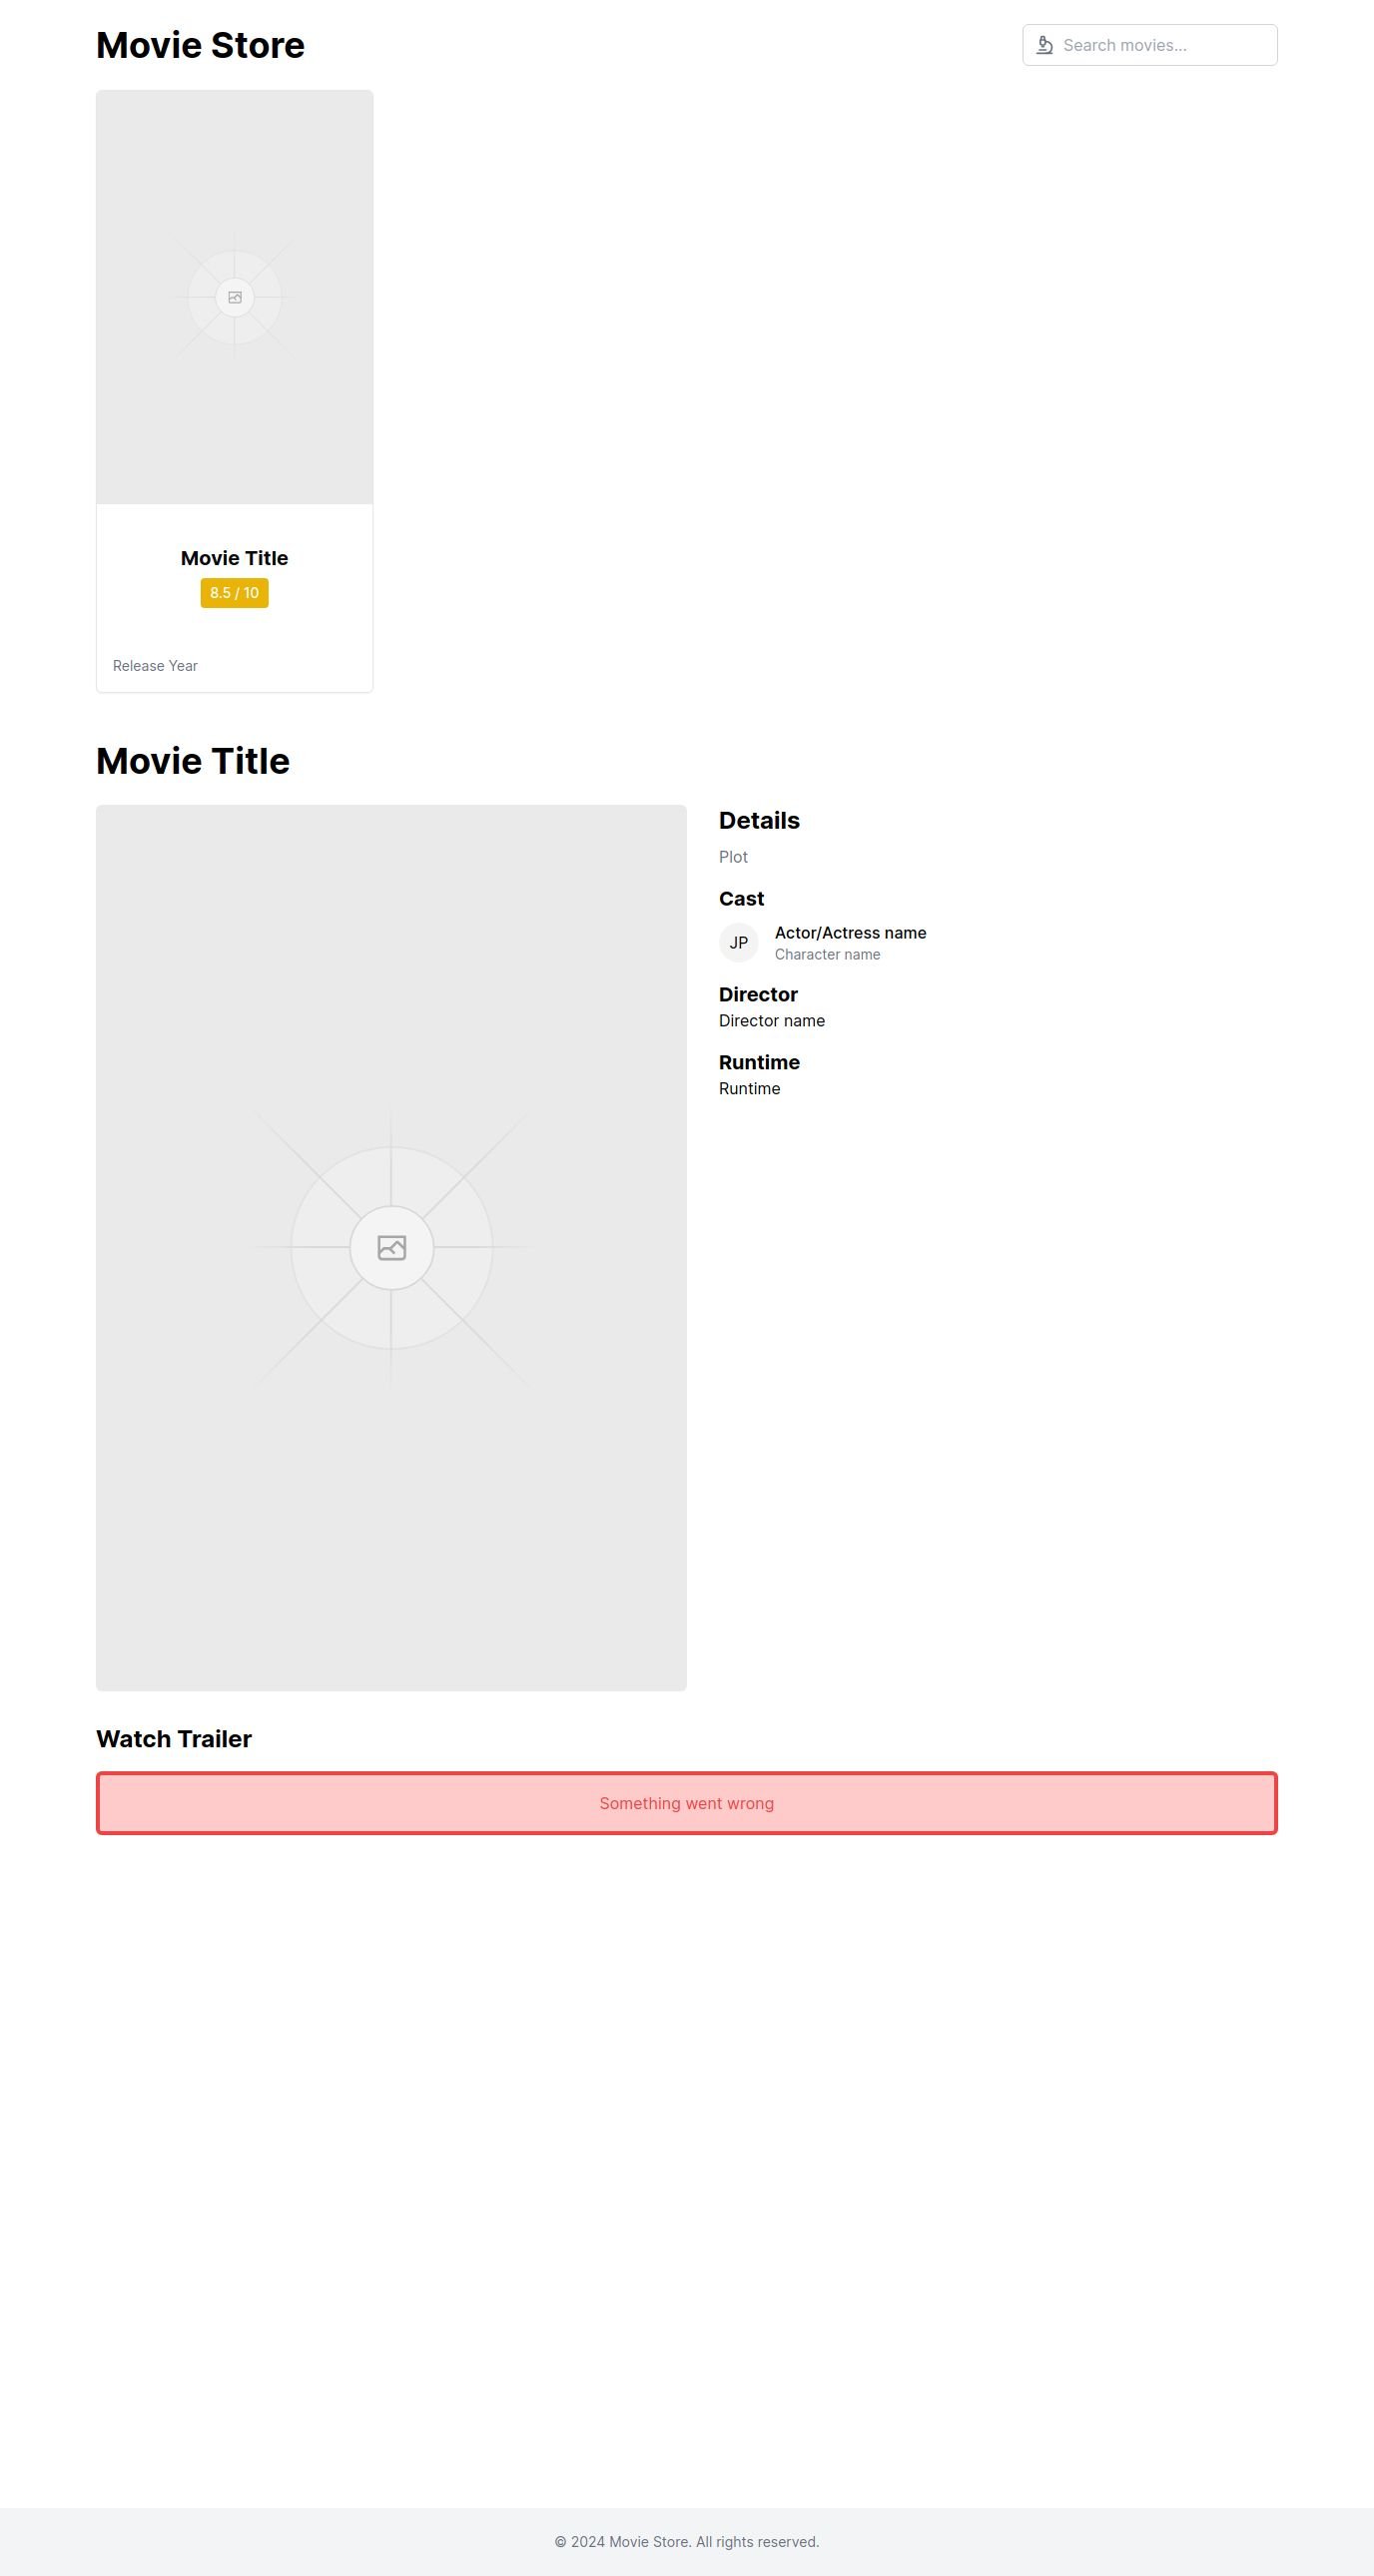 Movie Store
Search movies...
Movie Title
8.5 / 10
Release Year
Movie Title
Details
Plot
Cast
JP
Actor/Actress name
Character name
Director
Director name
Runtime
Runtime
Watch Trailer
Something went wrong
© 2024 Movie Store. All rights reserved.